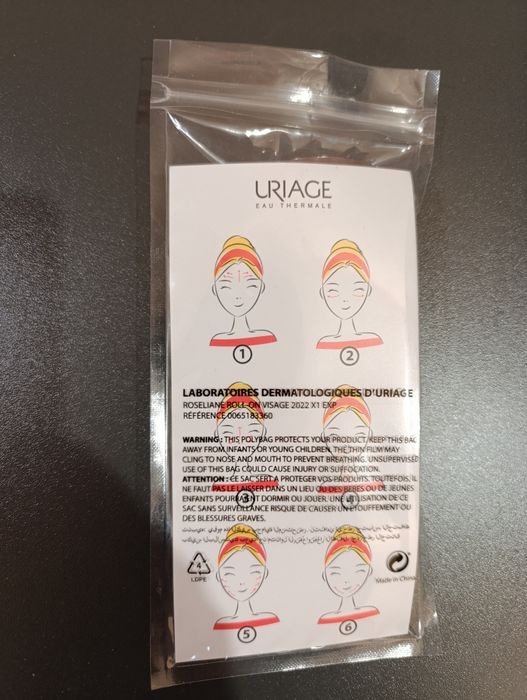 URIAGE
EAU THERMALE
1
2
LABORATOIRES DERMATOLOGIQUES D'URIAGE
ROSELIANE ROLL-ON VISAGE 2022 X1 EXP
RÉFÉRENCE 0065183360
WARNING : THIS POLYBAG PROTECTS YOUR PRODUCT, KEEP THIS BAG
AWAY FROM INFANTS OR YOUNG CHILDREN, THE THIN FILM MAY
CLING TO NOSE AND MOUTH TO PREVENT BREATHING. UNSUPERVISED
USE OF THIS BAG COULD CAUSE INJURY OR SUFFOCATION.
ATTENTION : CE SAC SERT A PROTEGER VOS PRODUITS. TOUTEFOIS, IL
NE FAUT PAS LE LAISSER DANS UN LIEU OU DES BEBES OU DE JEUNES
ENFANTS POURRAIENT DORMIR OU JOUER. UNE UTILISATION DE CE
SAC SANS SURVEILLANCE RISQUE DE CAUSER UN ETOUFFEMENT OU
DES BLESSURES GRAVES.
3
4
4
LDPE
Made in China
5
6